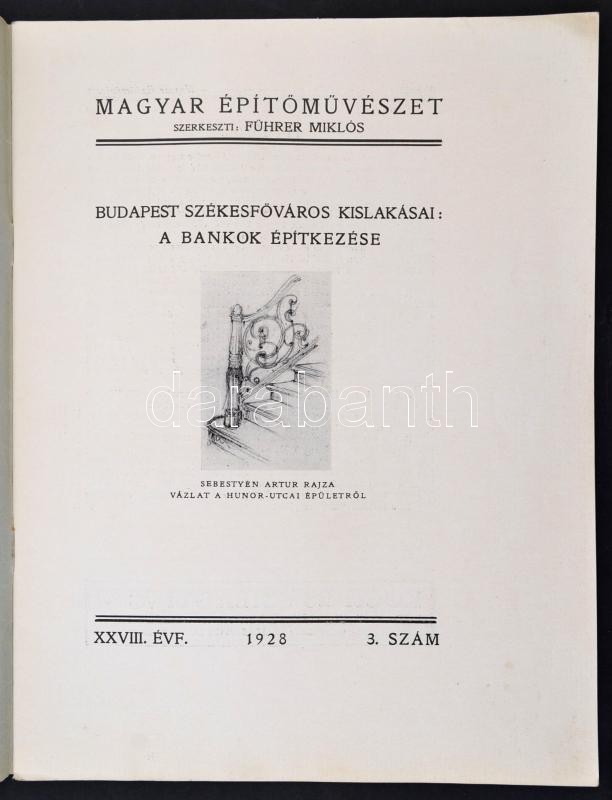 MAGYAR ÉPÍTŐMŰVÉSZET
SZERKESZTI: FÜHRER MIKLÓS
BUDAPEST SZÉKESFŐVÁROS KISLAKÁSAI:
A BANKOK ÉPÍTKEZÉSE
darabanth
SEBESTYÉN ARTUR RAJZA
VÁZLAT A HUNOR-UTCAI ÉPÜLETRŐL
XXVIII. ÉVF. 1928 3. SZÁM